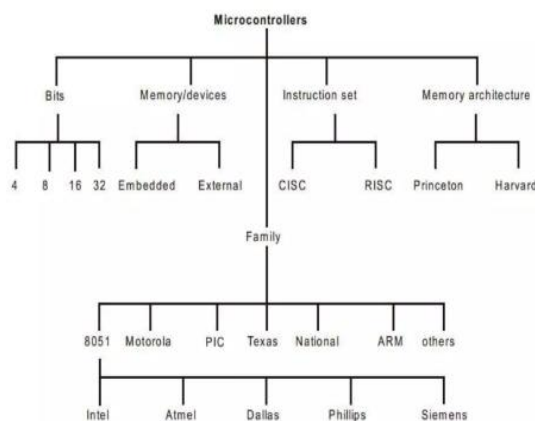 Microcontrollers
Bits Memory/devices Instruction set Memory architecture
4 8 16 32 Embedded External CISC RISC Princeton Harvard
Family
8051 Motorola PIC Texas National ARM others
Intel Atmel Dallas Phillips Siemens